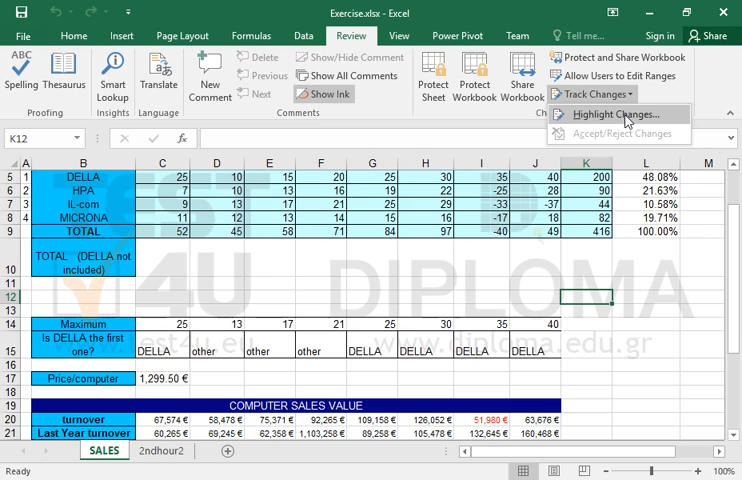 Exercise.xlsx - Excel
File Home Insert Page Layout Formulas Data Review View Power Pivot Team Tell me... Sign in Share
ABC
Spelling Thesaurus
Proofing
Smart Lookup
Insights
Translate
Language
New Comment
Delete
Previous
Next
Show/Hide Comment
Show All Comments
Show Ink
Protect Sheet
Protect Workbook
Share Workbook
Protect and Share Workbook
Allow Users to Edit Ranges
Track Changes
Highlight Changes...
Accept/Reject Changes
K12
fx
A B C D E F G H I J K L M
5 1 DELLA 25 10 15 20 25 30 35 40 200 48.08%
6 2 HPA 7 10 13 16 19 22 -25 28 90 21.63%
7 3 IL-com 9 13 17 21 25 29 -33 -37 44 10.58%
8 4 MICRONA 11 12 13 14 15 16 -17 18 82 19.71%
9 TOTAL 52 45 58 71 84 97 -40 49 416 100.00%
10 TOTAL (DELLA not included)
11
12
13
14 Maximum 25 13 17 21 25 30 35 40
15 Is DELLA the first one? DELLA other other other DELLA DELLA DELLA DELLA
16
17 Price/computer 1,299.50 €
18
19 COMPUTER SALES VALUE
20 turnover 67,574 € 58,478 € 75,371 € 92,265 € 109,158 € 126,052 € 51,980 € 63,676 €
21 Last Year turnover 60,265 € 69,245 € 62,358 € 1,103,258 € 89,258 € 105,478 € 132,645 € 160,468 €
TEST
4U
www.test4u.eu
D.
DIPLOMA
www.diploma.edu.gr
SALES 2ndhour2
Ready
100%